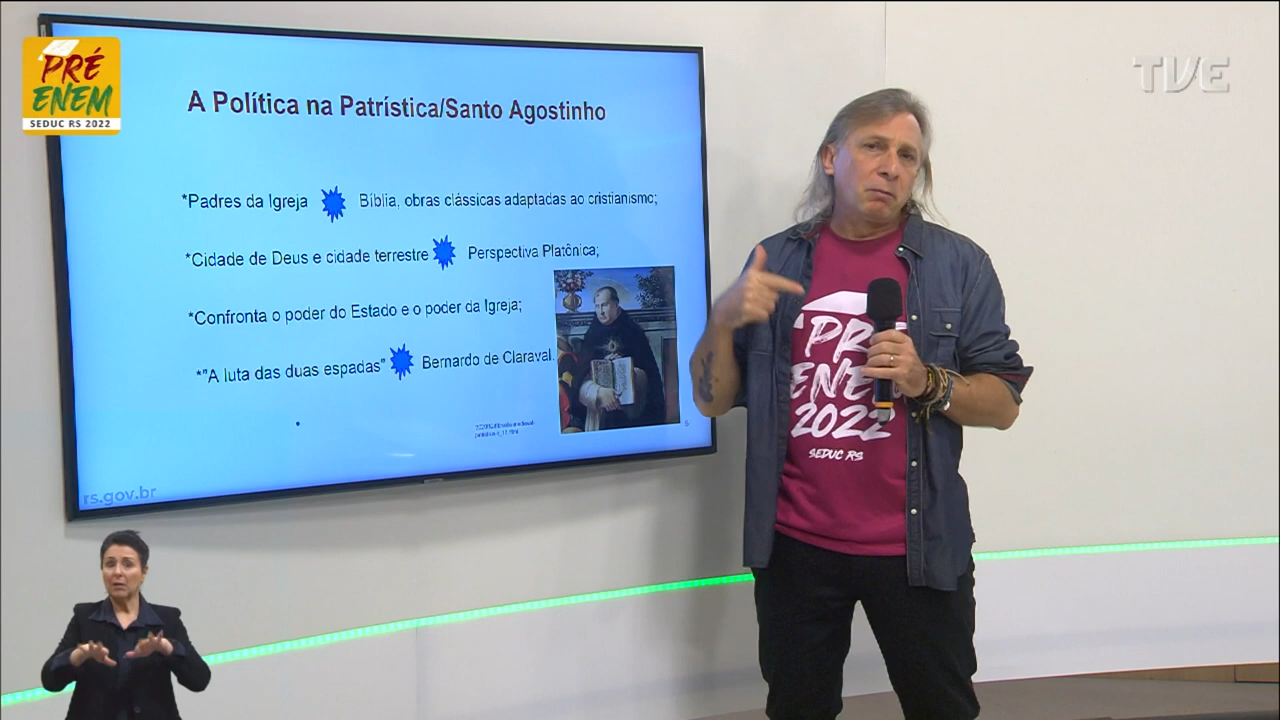 PRÉ
ENEM
SEDUC RS 2022
TVE
A Política na Patrística/Santo Agostinho
*Padres da Igreja Bíblia, obras clássicas adaptadas ao cristianismo;
*Cidade de Deus e cidade terrestre Perspectiva Platônica;
*Confronta o poder do Estado e o poder da Igreja;
*"A luta das duas espadas" Bernardo de Claraval.
rs.gov.br
PRÉ
ENEM
2022
SEDUC RS